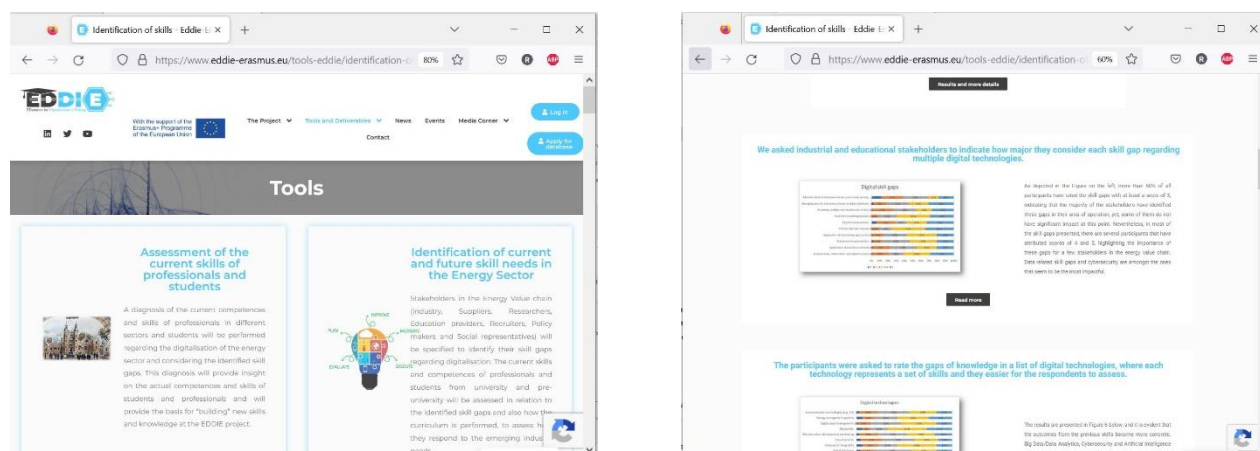 Identification of skills - Eddie E
https://www.eddie-erasmus.eu/tools-eddie/identification-o
80%
EDDIE
With the support of the
Erasmus+ Programme
of the European Union
The Project
Tools and Deliverables
News
Events
Media Corner
Contact
Log in
Apply for
database
Tools
Assessment of the
current skills of
professionals and
students
A diagnosis of the current competences
and skills of professionals in different
sectors and students will be performed
regarding the digitalisation of the energy
sector and considering the identified skill
gaps. This diagnosis will provide insight
on the actual competences and skills of
students and professionals and will
provide the basis for "building" new skills
and knowledge at the EDDIE project.
Identification of current
and future skill needs in
the Energy Sector
IMPROVE
PLAN
EVALUATE
Stakeholders in the Energy Value chain
(Industry, Suppliers, Researchers,
Education providers, Recruiters, Policy
makers and Social representatives) will
be specified to identify their skill gaps
regarding digitalisation. The current skills
and competences of professionals and
students from university and pre-
university will be assessed in relation to
the identified skill gaps and also how the
curriculum is performed, to assess
they respond to the emerging
Identification of skills - Eddie E
https://www.eddie-erasmus.eu/tools-eddie/identification-o
60%
Results and more details
We asked industrial and educational stakeholders to indicate how major they consider each skill gap regarding
multiple digital technologies.
Digital skill gaps
As depicted in the Figure on the left, more than 50% of all
participants have rated the skill gaps with at least a score of 3,
indicating that the majority of the stakeholders have identified
these gaps in their area of operation, yet, some of them do not
have significant impact at this point. Nevertheless, in most of
the skill gaps presented, there are several participants that have
attributed scores of 4 and 5, highlighting the importance of
these gaps for a few stakeholders in the energy value chain.
Data related skill gaps and cybersecurity are amongst the ones
that seem to be the most impactful.
Read more
The participants were asked to rate the gaps of knowledge in a list of digital technologies, where each
technology represents a set of skills and they easier for the respondents to assess.
Digital technologies
The results are presented in Figure 6 below, and it is evident that
the outcomes from the previous skills become more concrete.
Big Data/Data Analytics, Cybersecurity and Artificial Intelligence